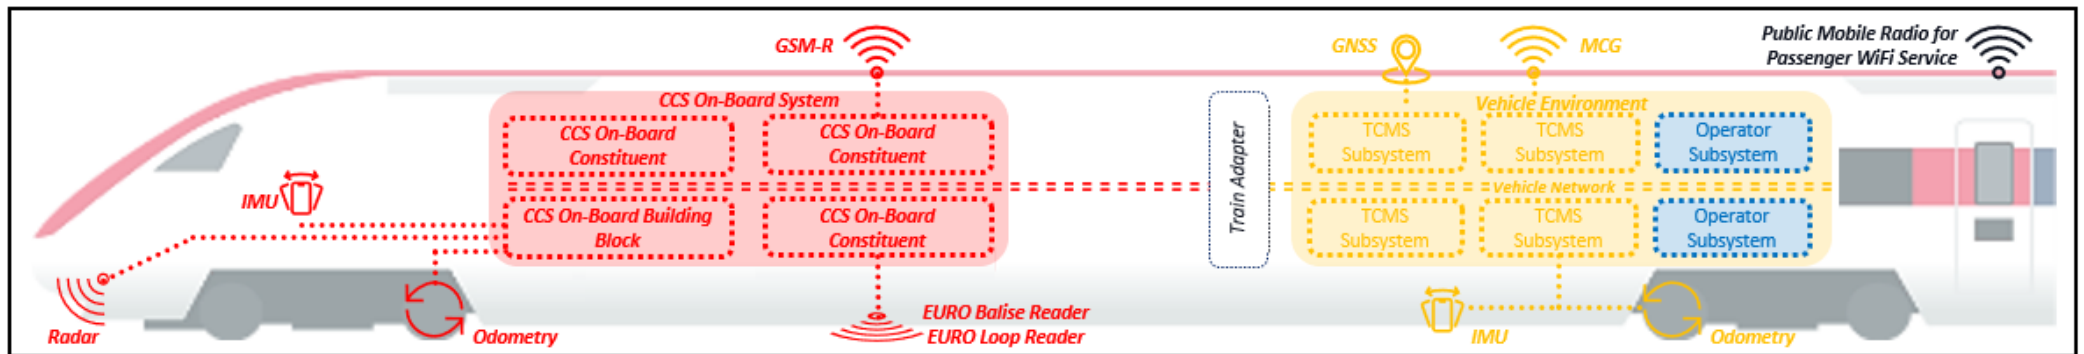 GSM-R
GNSS
MCG
Public Mobile Radio for
Passenger WiFi Service
CCS On-Board System
CCS On-Board
Constituent
CCS On-Board
Constituent
CCS On-Board Building
Block
CCS On-Board
Constituent
IMU
Radar
Odometry
EURO Balise Reader
EURO Loop Reader
Train Adapter
Vehicle Environment
TCMS
Subsystem
TCMS
Subsystem
Operator
Subsystem
Vehicle Network
TCMS
Subsystem
TCMS
Subsystem
Operator
Subsystem
IMU
Odometry